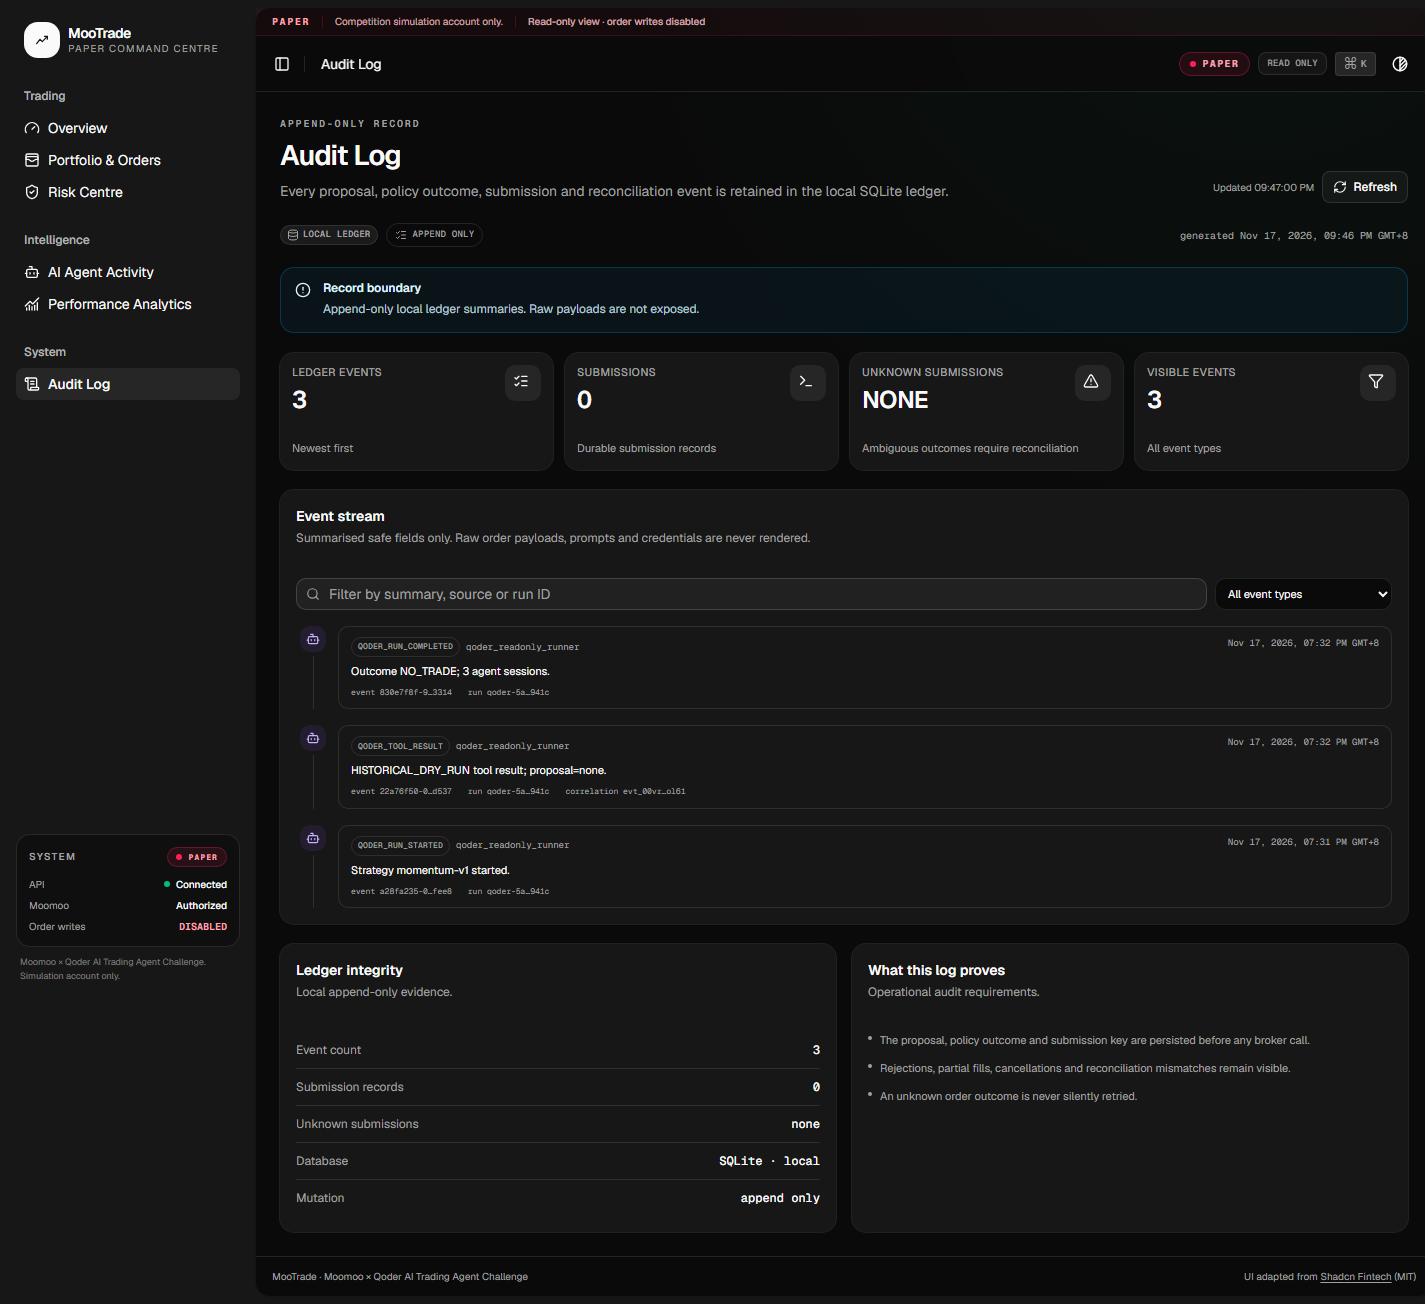 MooTrade
PAPER COMMAND CENTRE
Trading
Overview
Portfolio & Orders
Risk Centre
Intelligence
AI Agent Activity
Performance Analytics
System
Audit Log
SYSTEM
PAPER
API
Connected
Moomoo
Authorized
Order writes
DISABLED
Moomoo × Qoder AI Trading Agent Challenge.
Simulation account only.
PAPER
Competition simulation account only.
Read-only view · order writes disabled
Audit Log
PAPER
READ ONLY
⌘ K
APPEND-ONLY RECORD
Audit Log
Every proposal, policy outcome, submission and reconciliation event is retained in the local SQLite ledger.
Updated 09:47:00 PM
Refresh
LOCAL LEDGER
APPEND ONLY
generated Nov 17, 2026, 09:46 PM GMT+8
Record boundary
Append-only local ledger summaries. Raw payloads are not exposed.
LEDGER EVENTS
3
Newest first
SUBMISSIONS
0
Durable submission records
UNKNOWN SUBMISSIONS
NONE
Ambiguous outcomes require reconciliation
VISIBLE EVENTS
3
All event types
Event stream
Summarised safe fields only. Raw order payloads, prompts and credentials are never rendered.
Filter by summary, source or run ID
All event types
QODER_RUN_COMPLETED qoder_readonly_runner
Nov 17, 2026, 07:32 PM GMT+8
Outcome NO_TRADE; 3 agent sessions.
event 830e7f8f-9…3314 run qoder-5a…941c
QODER_TOOL_RESULT qoder_readonly_runner
Nov 17, 2026, 07:32 PM GMT+8
HISTORICAL_DRY_RUN tool result; proposal=none.
event 22a76f50-0…d537 run qoder-5a…941c correlation evt_00vr…ol61
QODER_RUN_STARTED qoder_readonly_runner
Nov 17, 2026, 07:31 PM GMT+8
Strategy momentum-v1 started.
event a28fa235-0…fee8 run qoder-5a…941c
Ledger integrity
Local append-only evidence.
Event count
3
Submission records
0
Unknown submissions
none
Database
SQLite · local
Mutation
append only
What this log proves
Operational audit requirements.
• The proposal, policy outcome and submission key are persisted before any broker call.
• Rejections, partial fills, cancellations and reconciliation mismatches remain visible.
• An unknown order outcome is never silently retried.
MooTrade · Moomoo × Qoder AI Trading Agent Challenge
UI adapted from Shadcn Fintech (MIT)